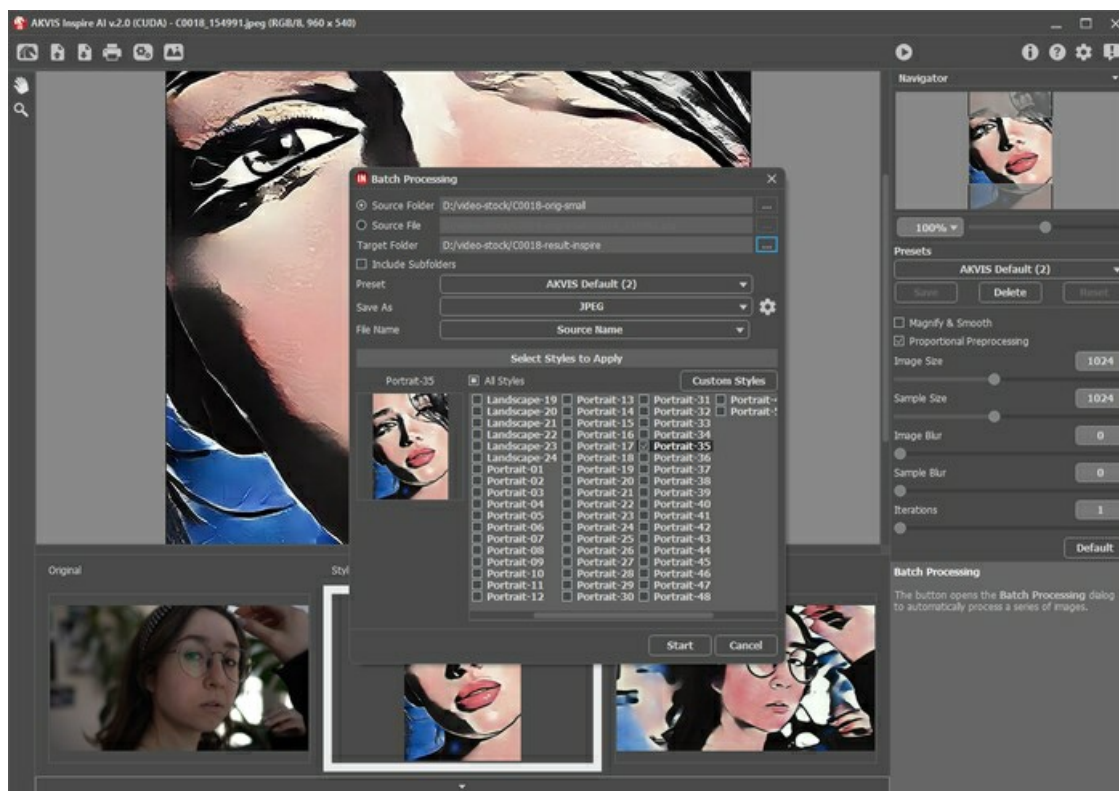 AKVIS Inspire AI v.2.0 (CUDA) - C0018_154991.jpeg (RGB/8, 960 x 540)
Navigator
100%
Presets
AKVIS Default (2)
Save Delete Reset
Magnify & Smooth
Proportional Preprocessing
Image Size 1024
Sample Size 1024
Image Blur 0
Sample Blur 0
Iterations 1
Default
Batch Processing
The button opens the Batch Processing dialog
to automatically process a series of images.
IN Batch Processing
Source Folder D:/video-stock/C0018-orig-small ...
Source File
Target Folder D:/video-stock/C0018-result-inspire ...
Include Subfolders
Preset AKVIS Default (2)
Save As JPEG
File Name Source Name
Select Styles to Apply
Portrait-35 All Styles Custom Styles
Landscape-19 Portrait-13 Portrait-31 Portrait-
Landscape-20 Portrait-14 Portrait-32 Portrait-
Landscape-21 Portrait-15 Portrait-33
Landscape-22 Portrait-16 Portrait-34
Landscape-23 Portrait-17 Portrait-35
Landscape-24 Portrait-18 Portrait-36
Portrait-01 Portrait-19 Portrait-37
Portrait-02 Portrait-20 Portrait-38
Portrait-03 Portrait-21 Portrait-39
Portrait-04 Portrait-22 Portrait-40
Portrait-05 Portrait-23 Portrait-41
Portrait-06 Portrait-24 Portrait-42
Portrait-07 Portrait-25 Portrait-43
Portrait-08 Portrait-26 Portrait-44
Portrait-09 Portrait-27 Portrait-45
Portrait-10 Portrait-28 Portrait-46
Portrait-11 Portrait-29 Portrait-47
Portrait-12 Portrait-30 Portrait-48
Start Cancel
Original Styl